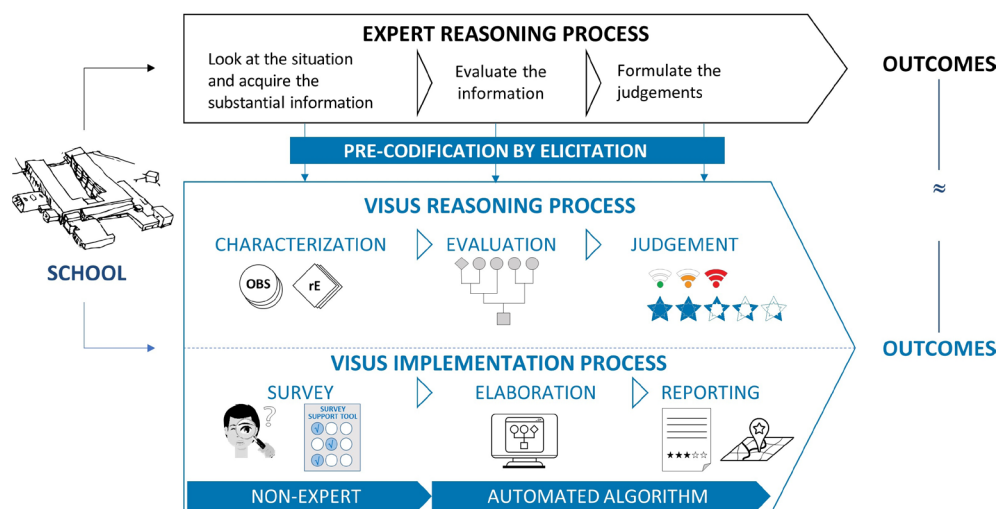 EXPERT REASONING PROCESS
Look at the situation
and acquire the
substantial information
Evaluate the
information
Formulate the
judgements
OUTCOMES
PRE-CODIFICATION BY ELICITATION
≈
SCHOOL
VISUS REASONING PROCESS
CHARACTERIZATION
EVALUATION
JUDGEMENT
OBS
rE
OUTCOMES
VISUS IMPLEMENTATION PROCESS
SURVEY
ELABORATION
REPORTING
?
SURVEY
SUPPORT TOOL
NON-EXPERT
AUTOMATED ALGORITHM